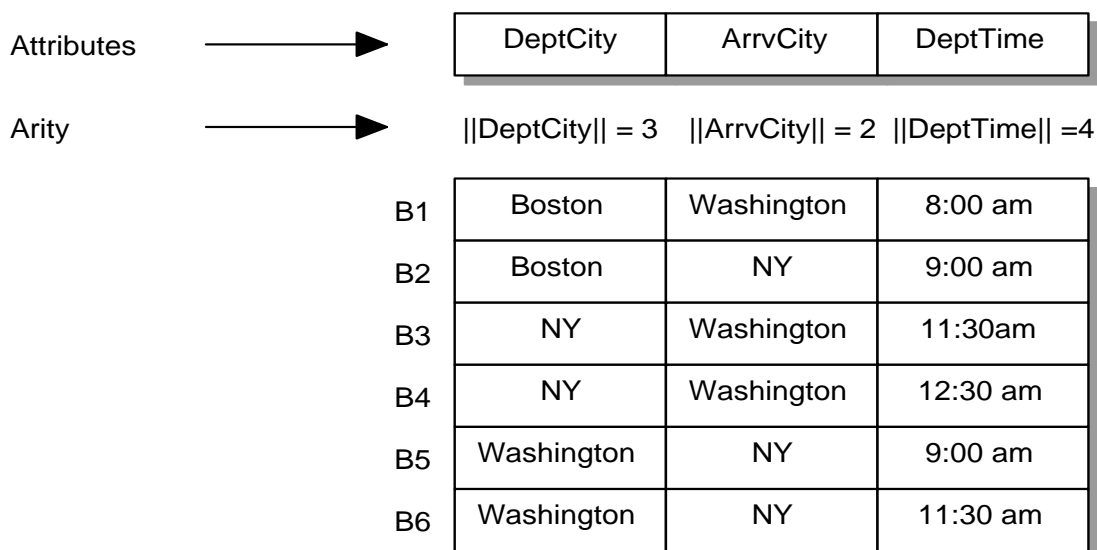 Attributes DeptCity ArrvCity DeptTime
Arity ||DeptCity|| = 3 ||ArrvCity|| = 2 ||DeptTime|| =4
B1 Boston Washington 8:00 am
B2 Boston NY 9:00 am
B3 NY Washington 11:30am
B4 NY Washington 12:30 am
B5 Washington NY 9:00 am
B6 Washington NY 11:30 am